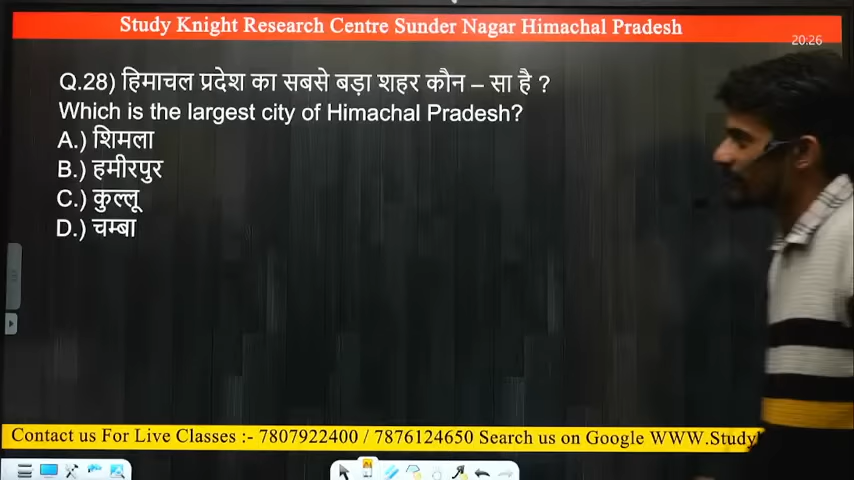 Study Knight Research Centre Sunder Nagar Himachal Pradesh
20:26
Q.28) हिमाचल प्रदेश का सबसे बड़ा शहर कौन – सा है ?
Which is the largest city of Himachal Pradesh?
A.) शिमला
B.) हमीरपुर
C.) कुल्लू
D.) चम्बा
Contact us For Live Classes :- 7807922400 / 7876124650 Search us on Google WWW.Study